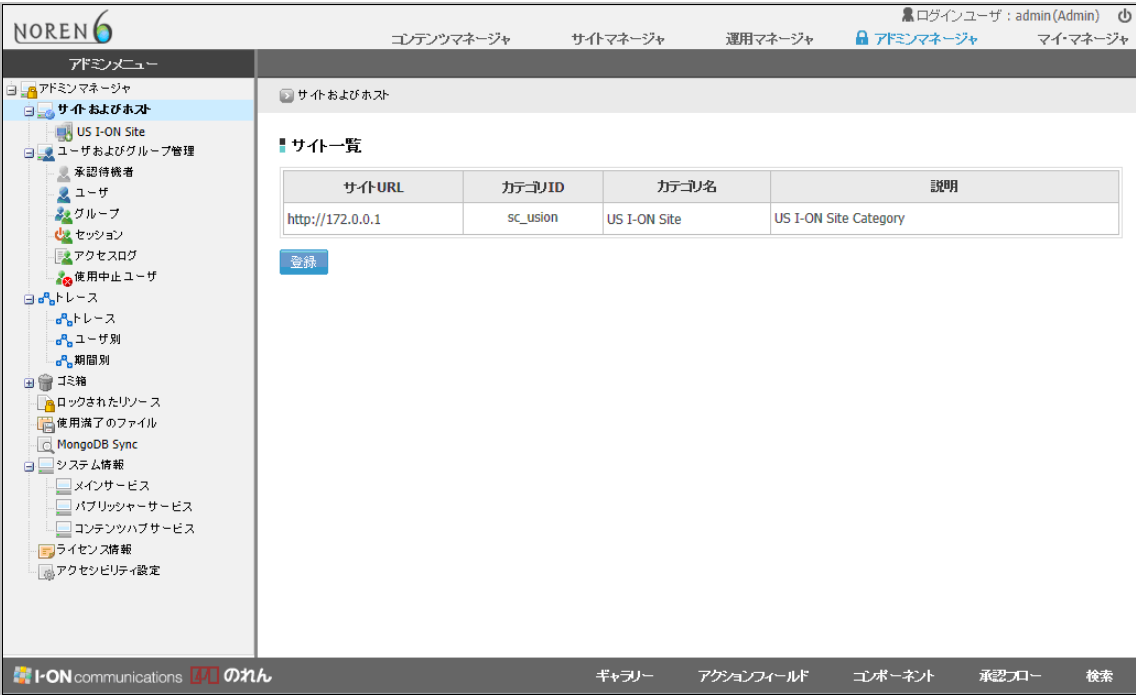 ログインユーザ : admin(Admin)
NOREN6
コンテンツマネージャ サイトマネージャ 運用マネージャ アドミンマネージャ マイ・マネージャ
アドミンメニュー
アドミンマネージャ
サイトおよびホスト
US I-ON Site
ユーザおよびグループ管理
承認待機者
ユーザ
グループ
セッション
アクセスログ
使用中止ユーザ
トレース
トレース
ユーザ別
期間別
ゴミ箱
ロックされたリソース
使用満了のファイル
MongoDB Sync
システム情報
メインサービス
パブリッシャーサービス
コンテンツハブサービス
ライセンス情報
アクセシビリティ設定
サイトおよびホスト
サイト一覧
サイトURL カテゴリID カテゴリ名 説明
http://172.0.0.1 sc_usion US I-ON Site US I-ON Site Category
登録
I-ON communications のれん
ギャラリー アクションフィールド コンポーネント 承認フロー 検索